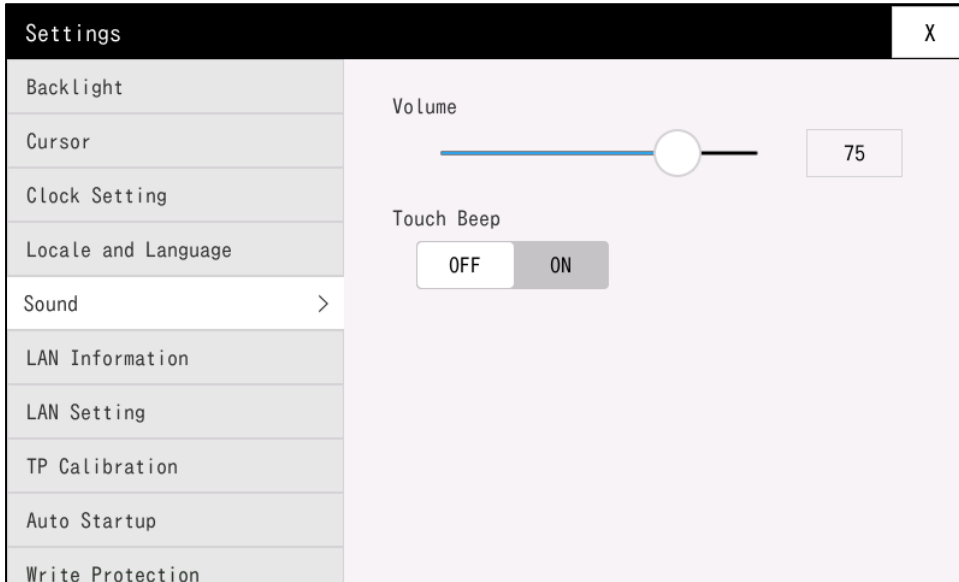 Settings
X
Backlight
Cursor
Clock Setting
Locale and Language
Sound
>
LAN Information
LAN Setting
TP Calibration
Auto Startup
Write Protection
Volume
75
Touch Beep
OFF ON